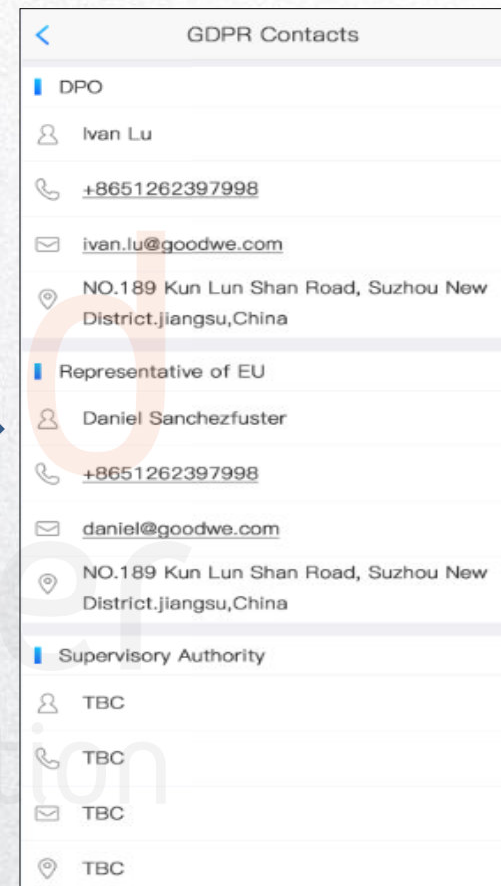 GDPR Contacts
DPO
Ivan Lu
+8651262397998
ivan.lu@goodwe.com
NO.189 Kun Lun Shan Road, Suzhou New
District.jiangsu,China
Representative of EU
Daniel Sanchezfuster
+8651262397998
daniel@goodwe.com
NO.189 Kun Lun Shan Road, Suzhou New
District.jiangsu,China
Supervisory Authority
TBC
TBC
TBC
TBC